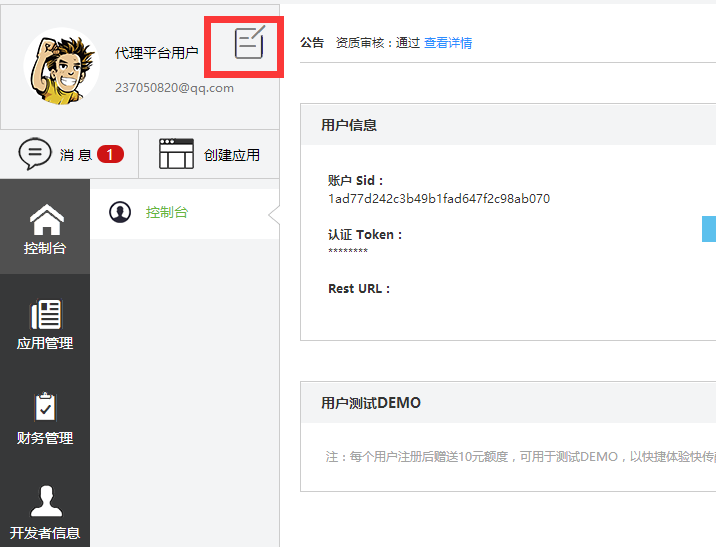 代理平台用户
237050820@qq.com
公告 资质审核：通过 查看详情
消 息 1
创建应用
控制台
控制台
应用管理
财务管理
开发者信息
用户信息
账户 Sid：
1ad77d242c3b49b1fad647f2c98ab070
认证 Token：
********
Rest URL：
用户测试DEMO
注：每个用户注册后赠送10元额度，可用于测试DEMO，以快捷体验快传